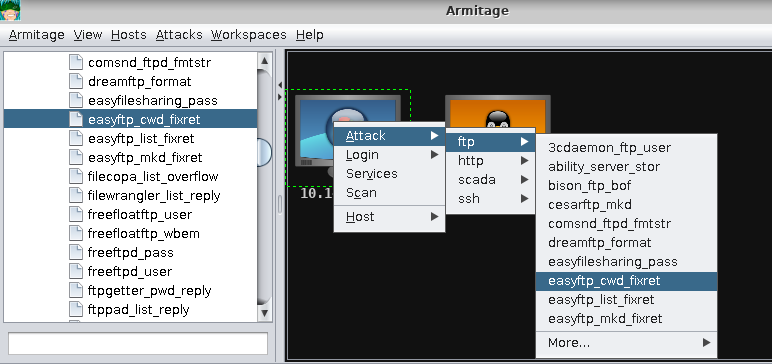 Armitage
Armitage View Hosts Attacks Workspaces Help
comsnd_ftpd_fmtstr
dreamftp_format
easyfilesharing_pass
easyftp_cwd_fixret
easyftp_list_fixret
easyftp_mkd_fixret
filecopa_list_overflow
filewrangler_list_reply
freefloatftp_user
freefloatftp_wbem
freeftpd_pass
freeftpd_user
ftpgetter_pwd_reply
ftppad_list_reply
10.1
Attack
Login
Services
Scan
Host
ftp
http
scada
ssh
3cdaemon_ftp_user
ability_server_stor
bison_ftp_bof
cesarftp_mkd
comsnd_ftpd_fmtstr
dreamftp_format
easyfilesharing_pass
easyftp_cwd_fixret
easyftp_list_fixret
easyftp_mkd_fixret
More...